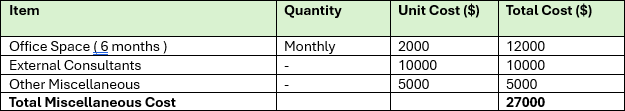 Item Quantity Unit Cost ($) Total Cost ($)
Office Space ( 6 months ) Monthly 2000 12000
External Consultants - 10000 10000
Other Miscellaneous - 5000 5000
Total Miscellaneous Cost 27000